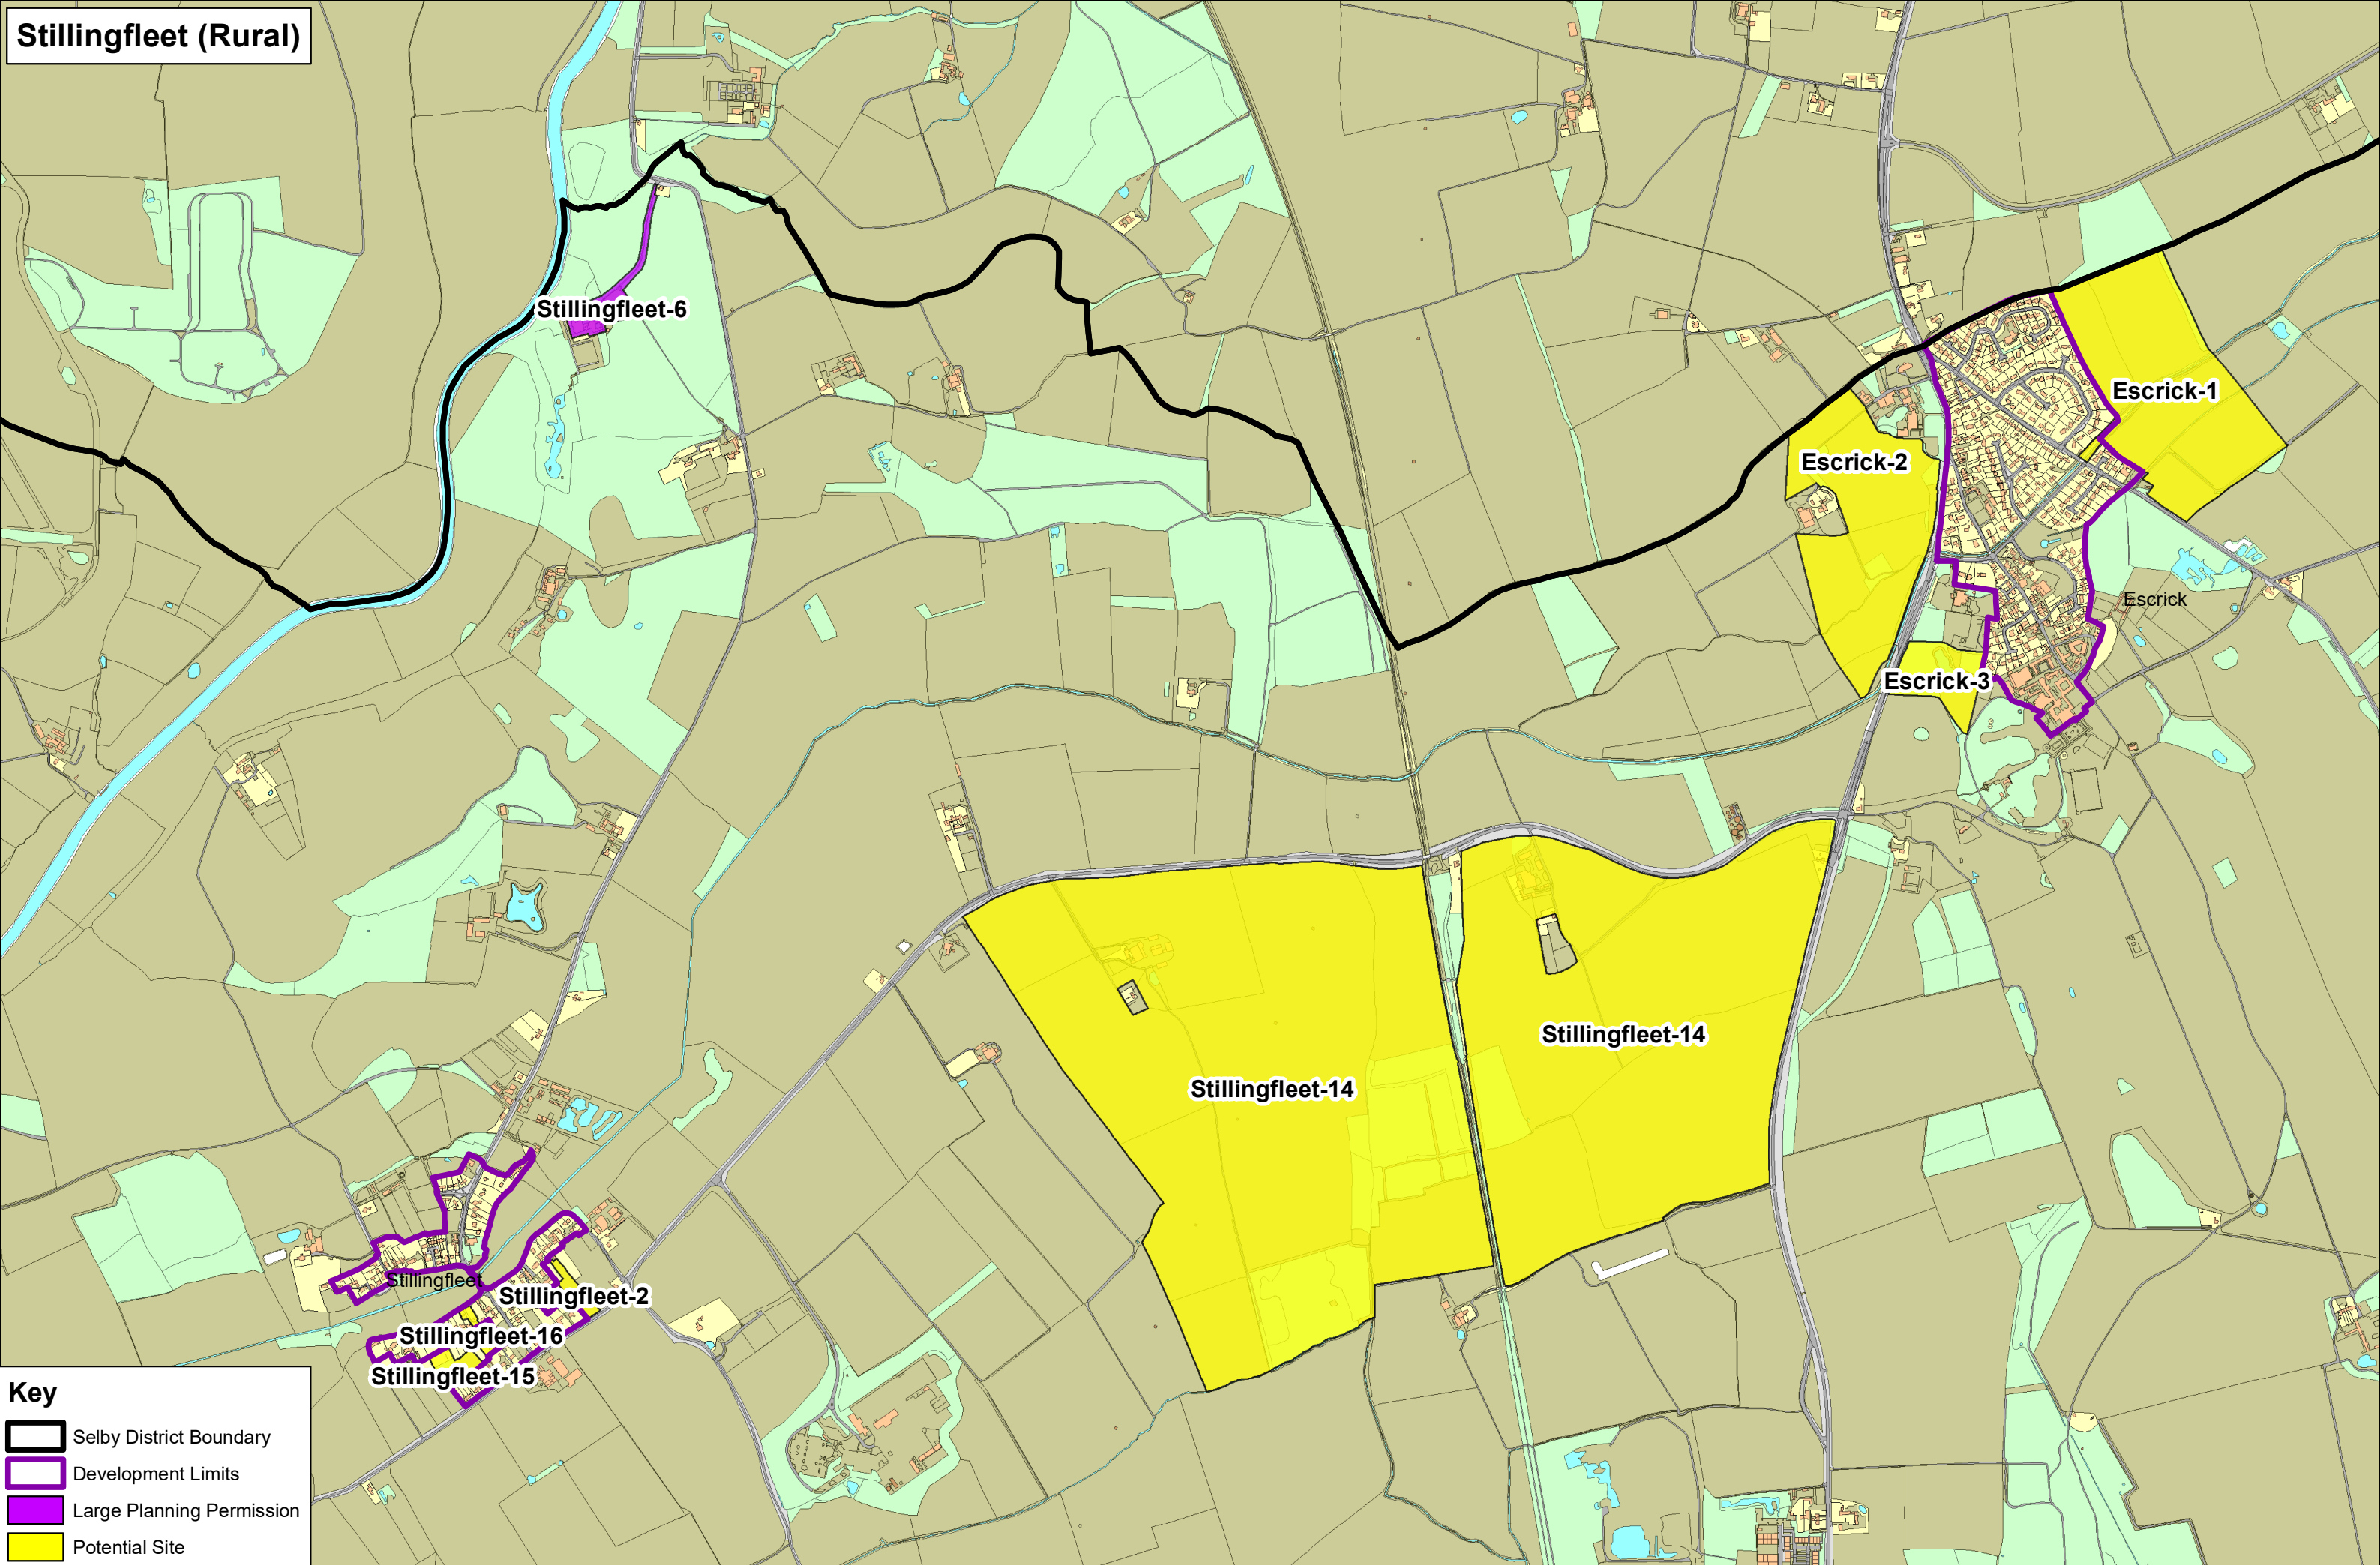 Stillingfleet (Rural)
Stillingfleet-6
Escrick-1
Escrick-2
Escrick
Escrick-3
Stillingfleet-14
Stillingfleet-14
Stillingfleet
Stillingfleet-2
Stillingfleet-16
Stillingfleet-15
Key
Selby District Boundary
Development Limits
Large Planning Permission
Potential Site